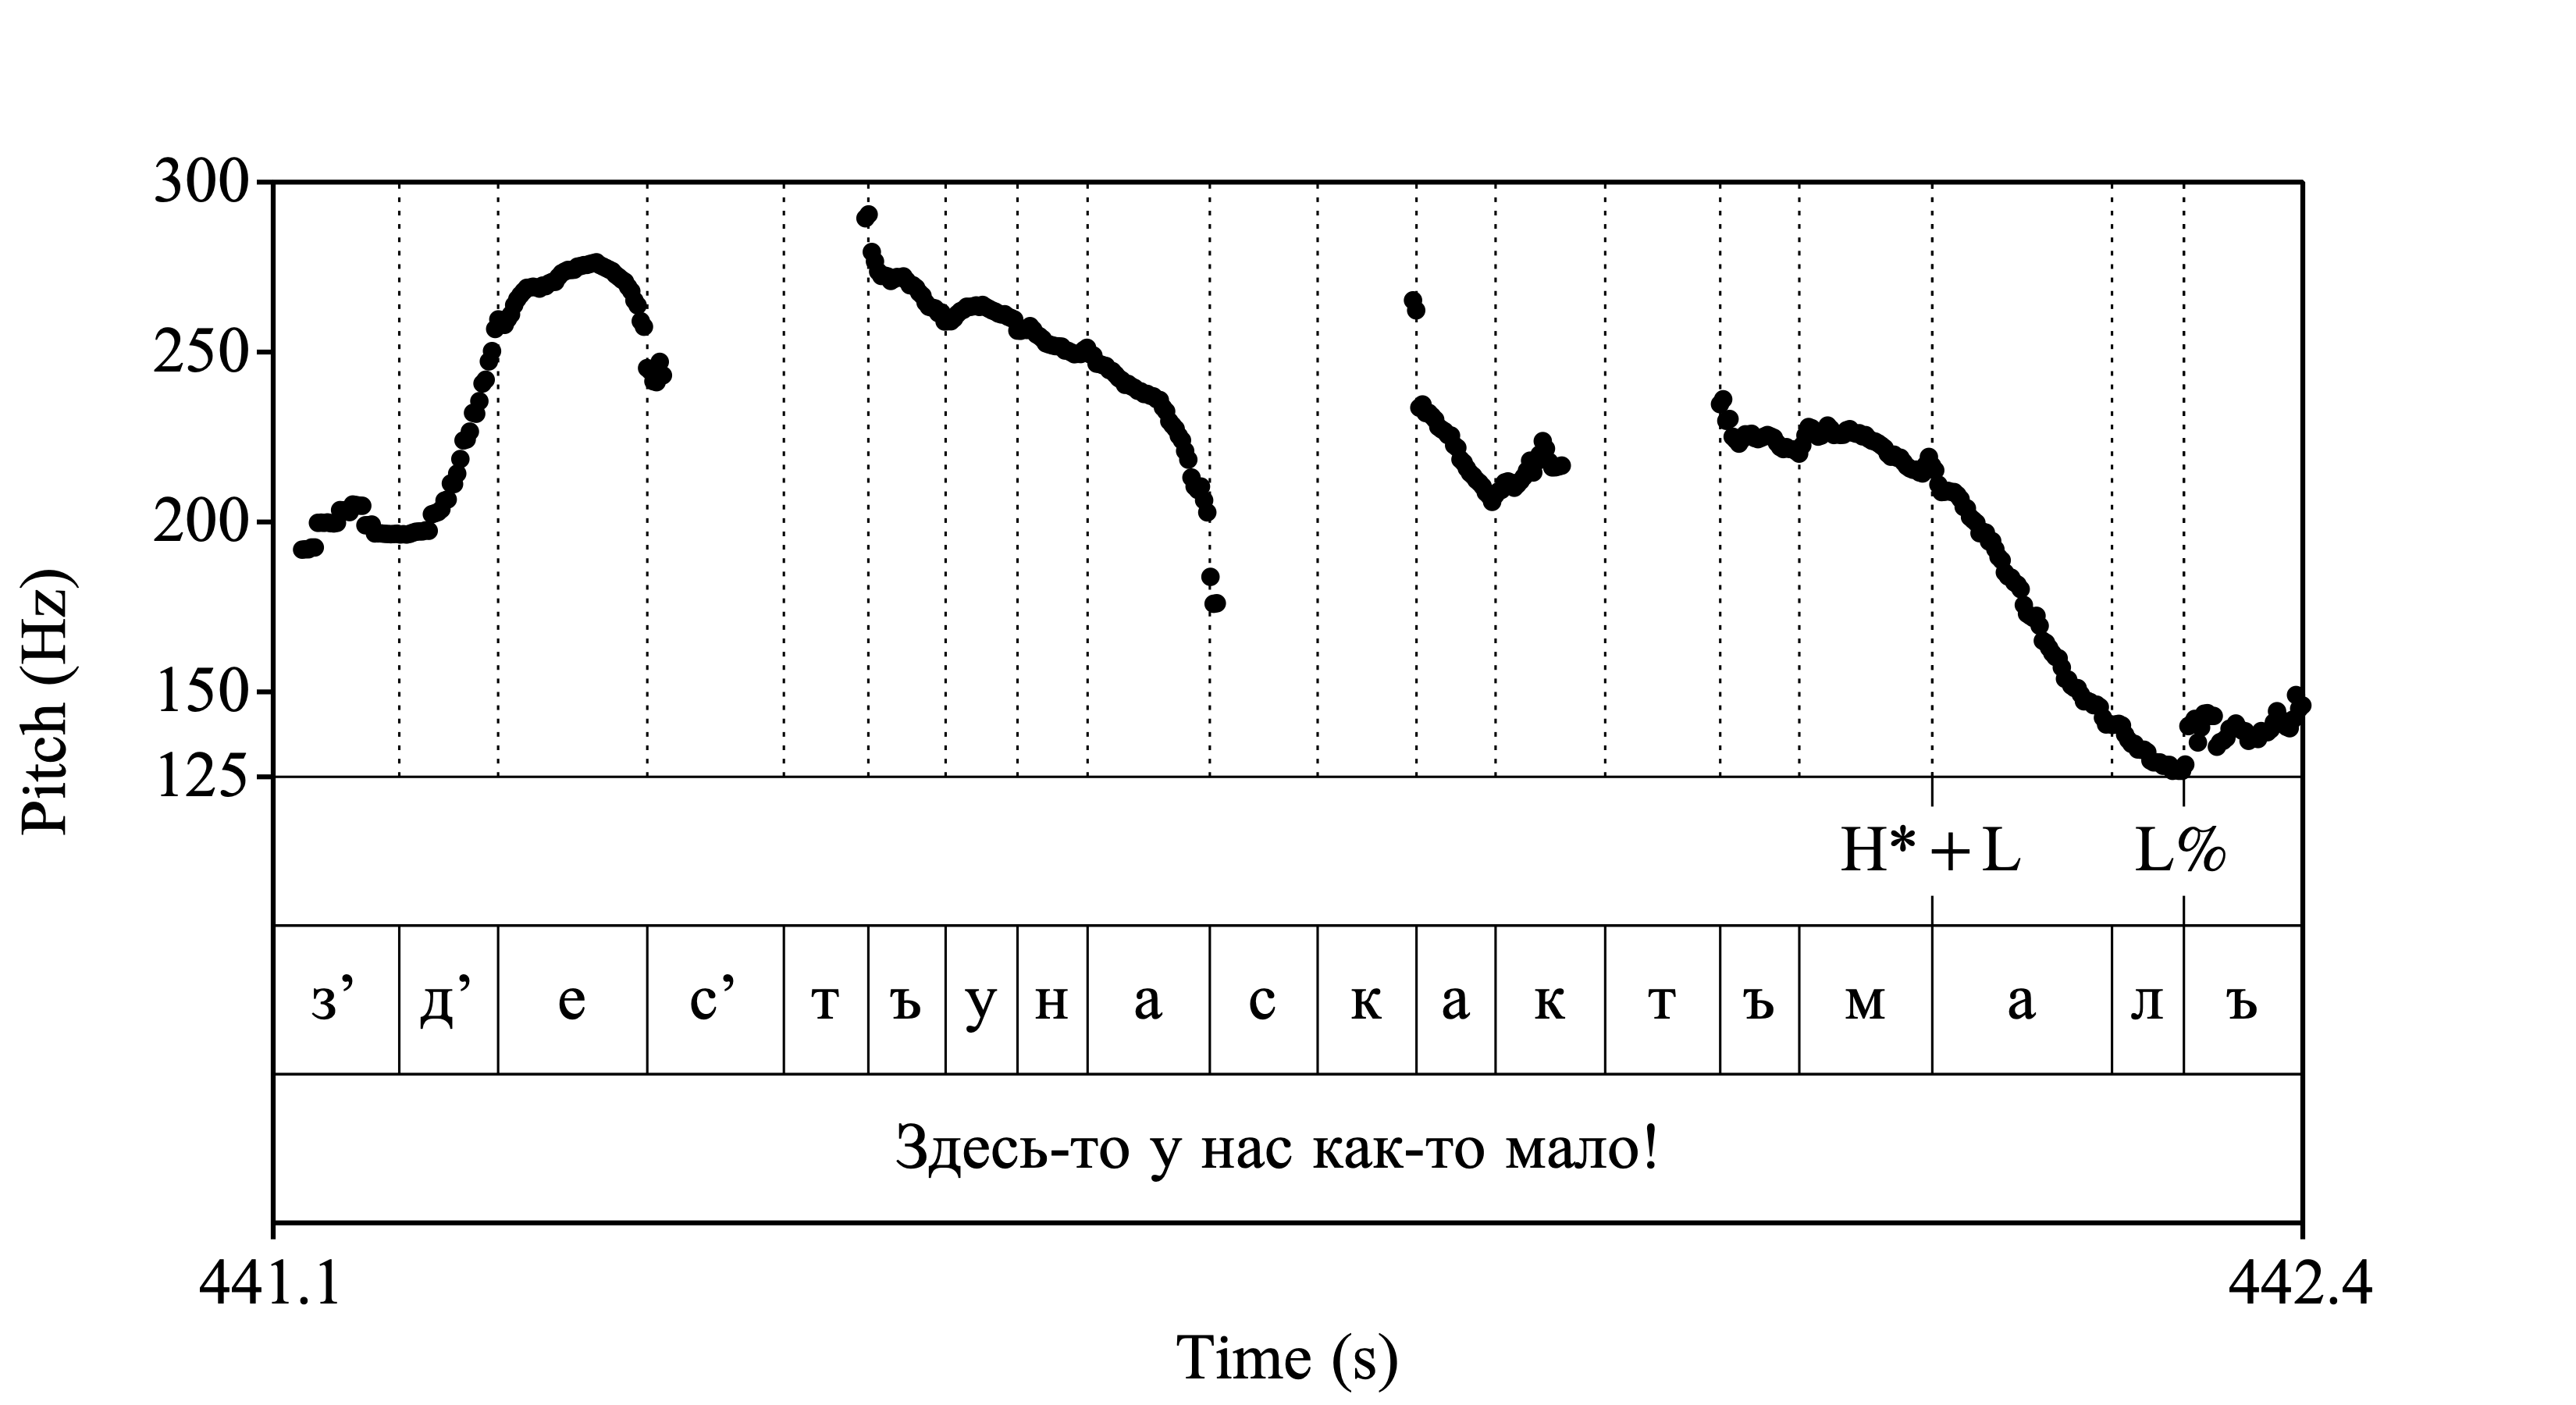 300
250
200
150
125
Pitch (Hz)
H* + L L%
з’ д’ е с’ т ъ у н а с к а к т ъ м а л ъ
Здесь-то у нас как-то мало!
441.1 442.4
Time (s)